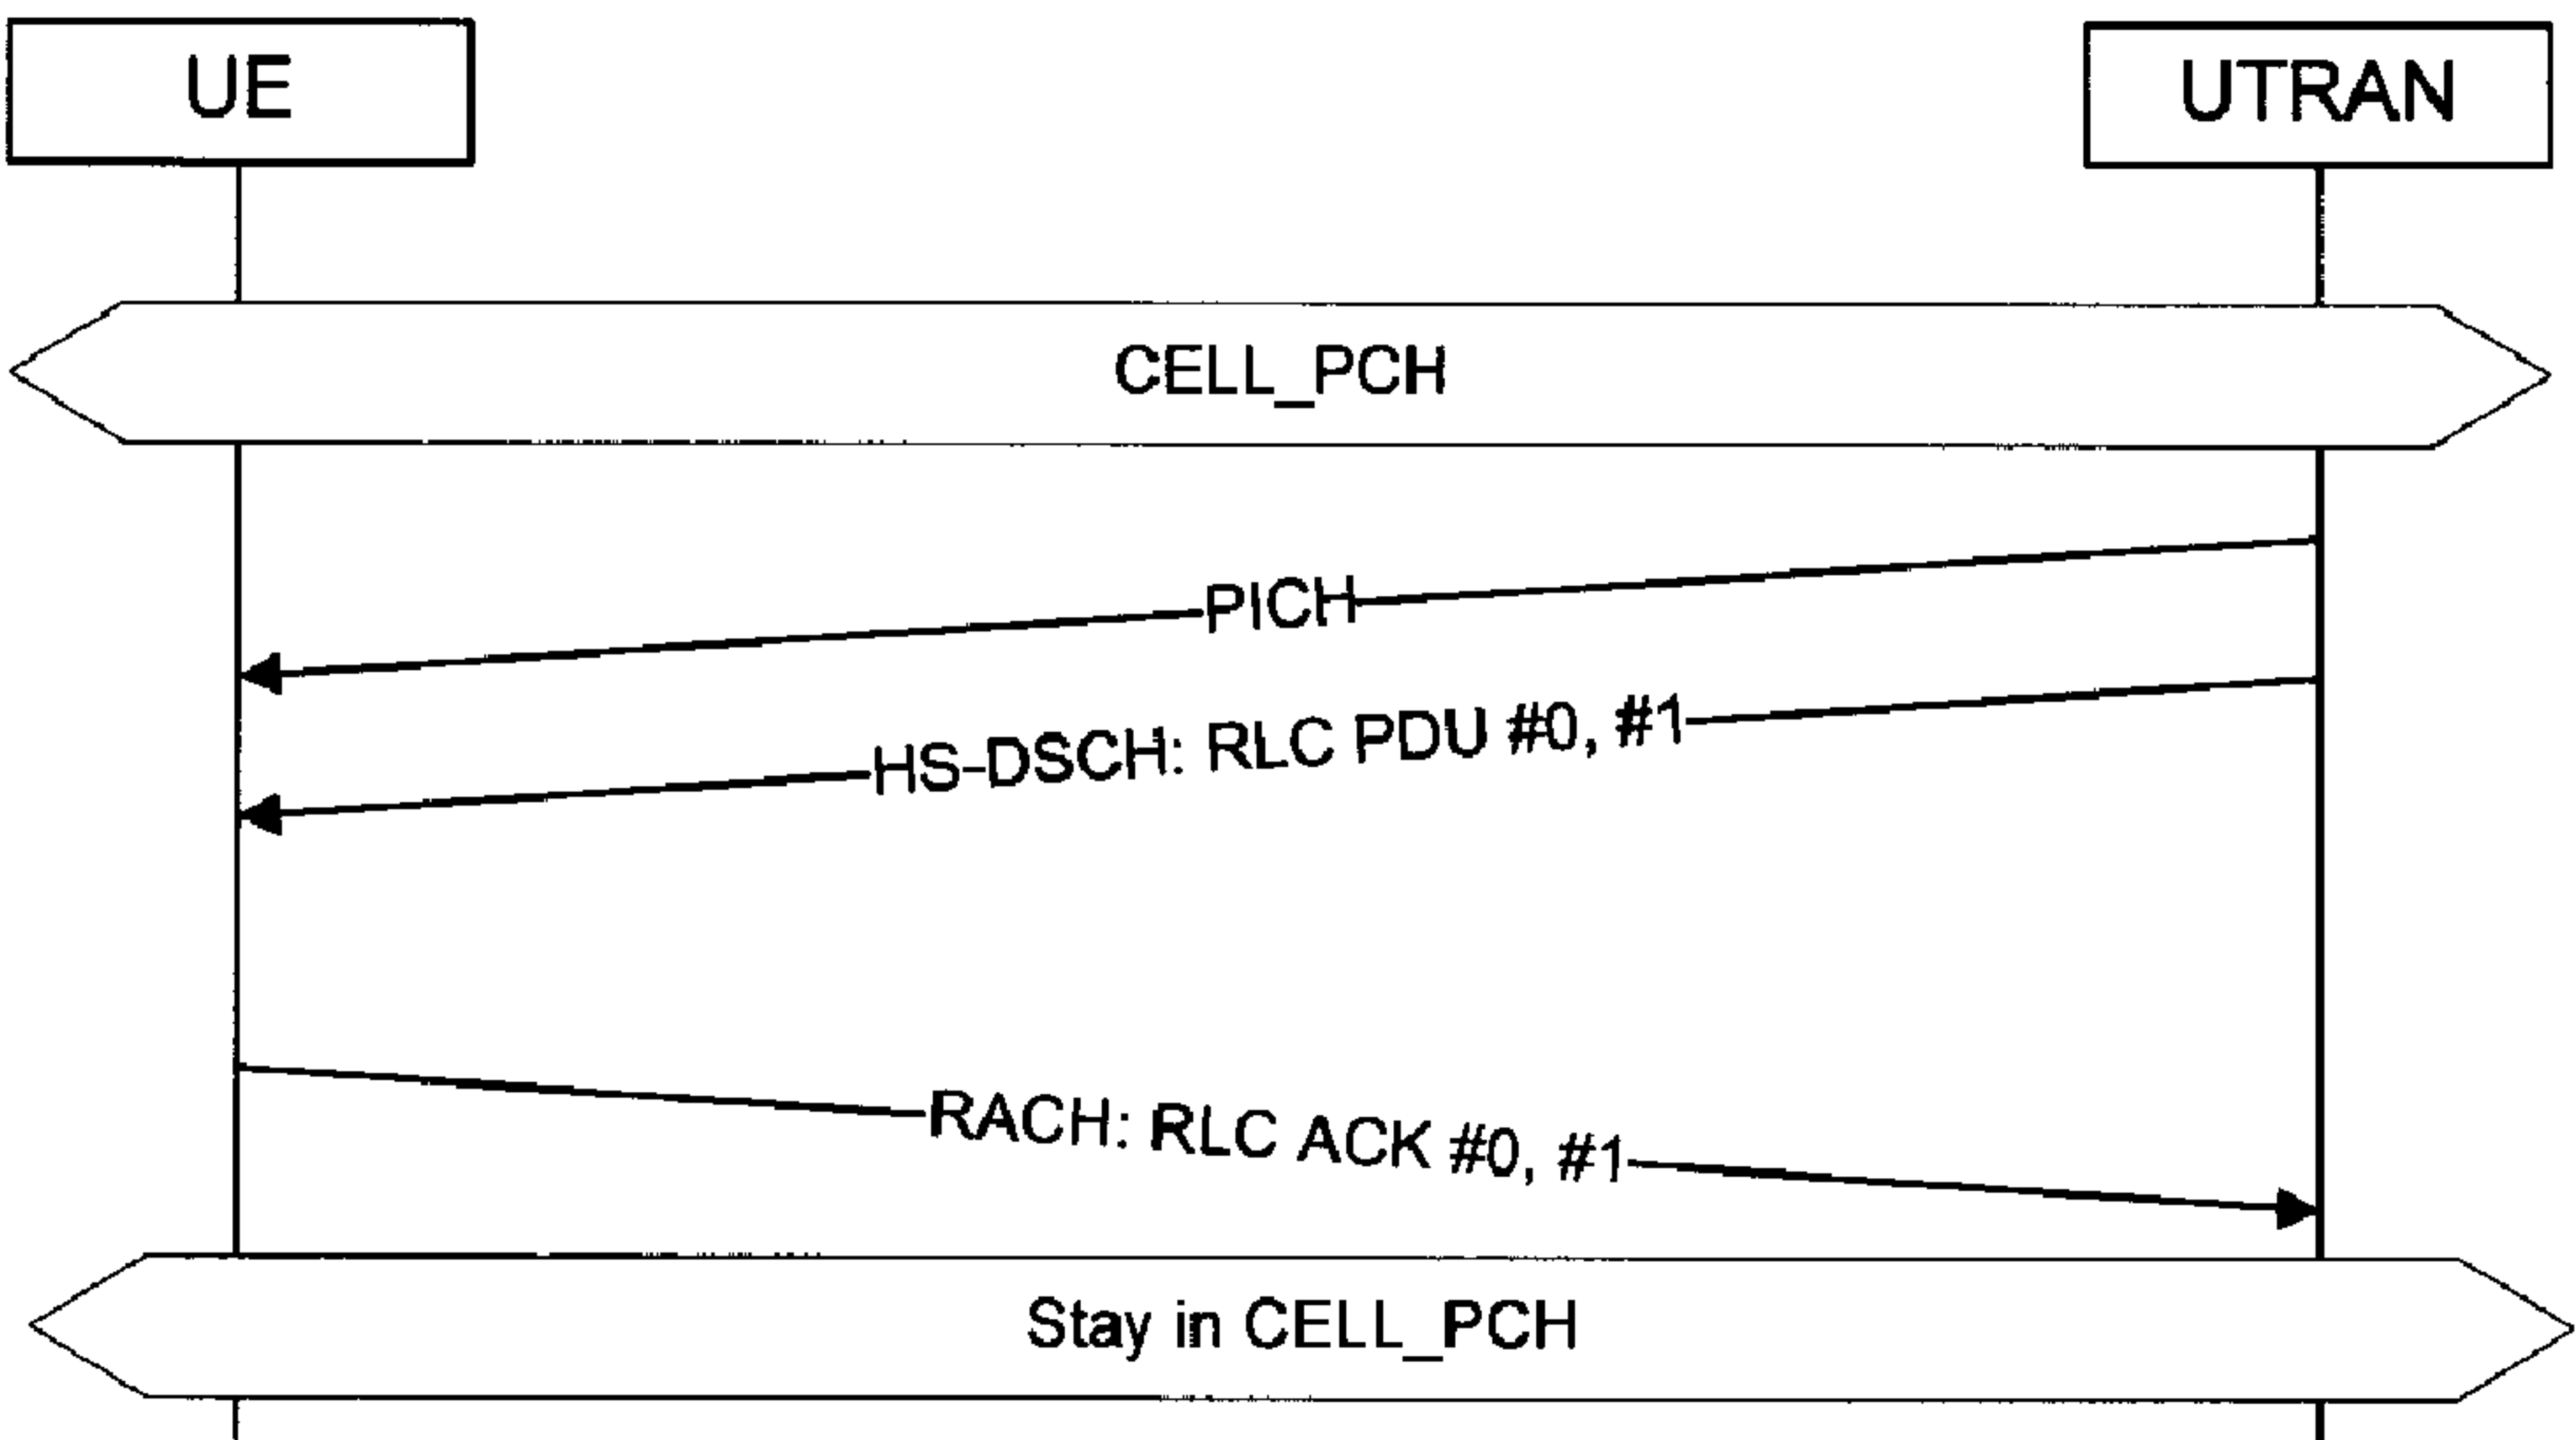 UE
UTRAN
CELL_PCH
PICH
HS-DSCH: RLC PDU #0, #1
RACH: RLC ACK #0, #1
Stay in CELL_PCH